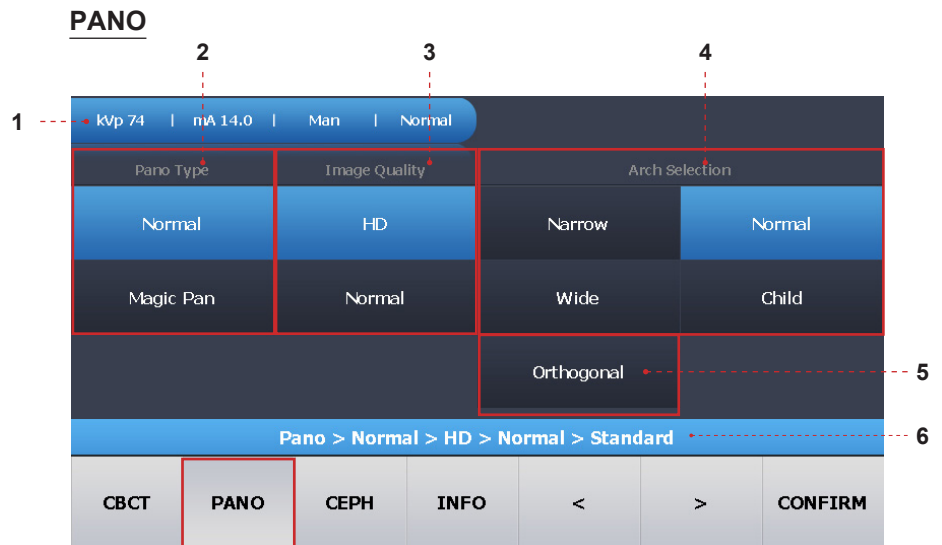 PANO
2 3 4
1 kVp 74 | mA 14.0 | Man | Normal
Pano Type Image Quality Arch Selection
Normal HD Narrow Normal
Magic Pan Normal Wide Child
Orthogonal 5
Pano > Normal > HD > Normal > Standard 6
CBCT PANO CEPH INFO < > CONFIRM